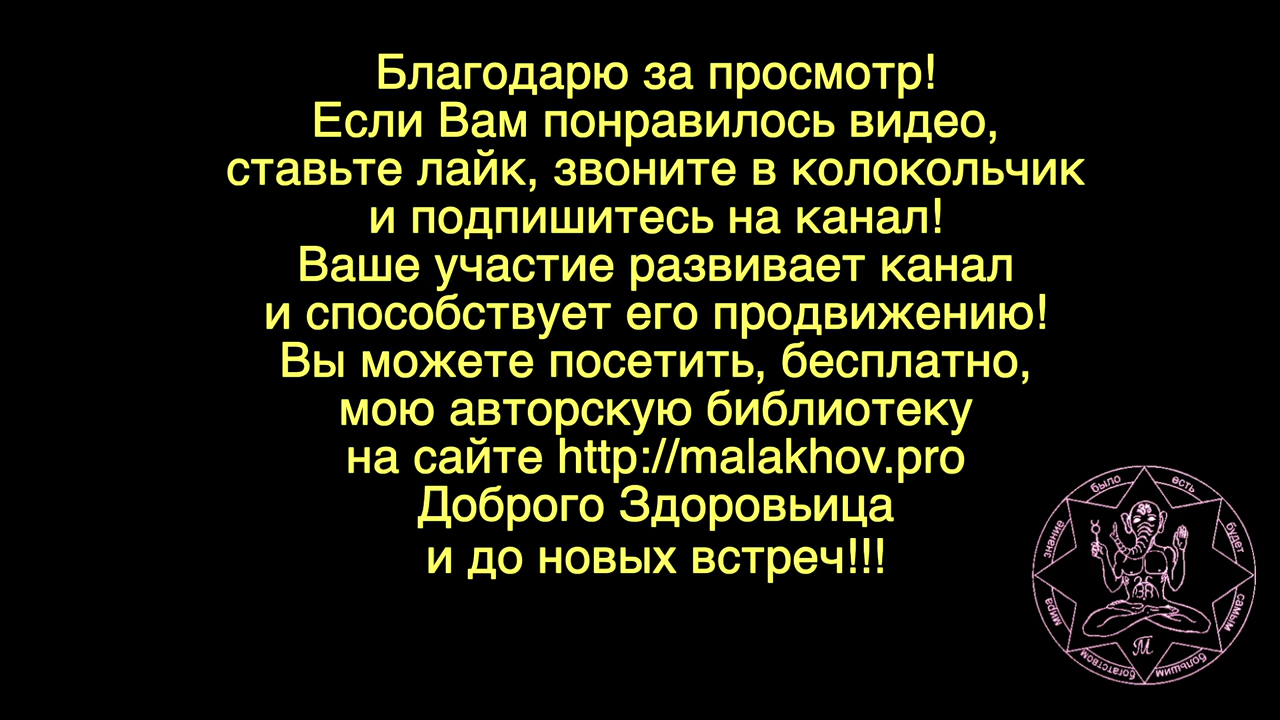 Благодарю за просмотр!
Если Вам понравилось видео,
ставьте лайк, звоните в колокольчик
и подпишитесь на канал!
Ваше участие развивает канал
и способствует его продвижению!
Вы можете посетить, бесплатно,
мою авторскую библиотеку
на сайте http://malakhov.pro
Доброго Здоровьица
и до новых встреч!!!
знание
было
есть
будет
самым
большим
богатством
мира
М